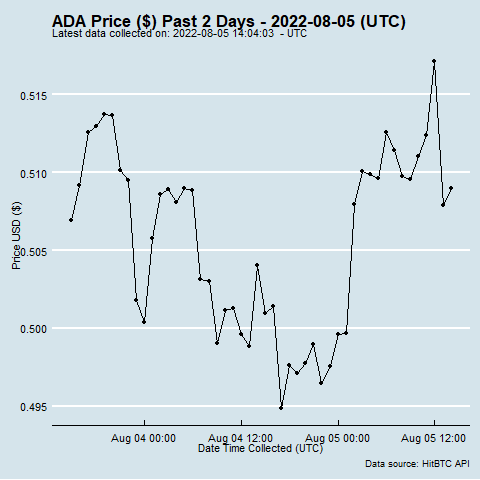 ADA Price ($) Past 2 Days - 2022-08-05 (UTC)
Latest data collected on: 2022-08-05 14:04:03  - UTC
0.515
0.510
0.505
0.500
0.495
Price USD ($)
Aug 04 00:00 Aug 04 12:00 Aug 05 00:00 Aug 05 12:00
Date Time Collected (UTC)
Data source: HitBTC API